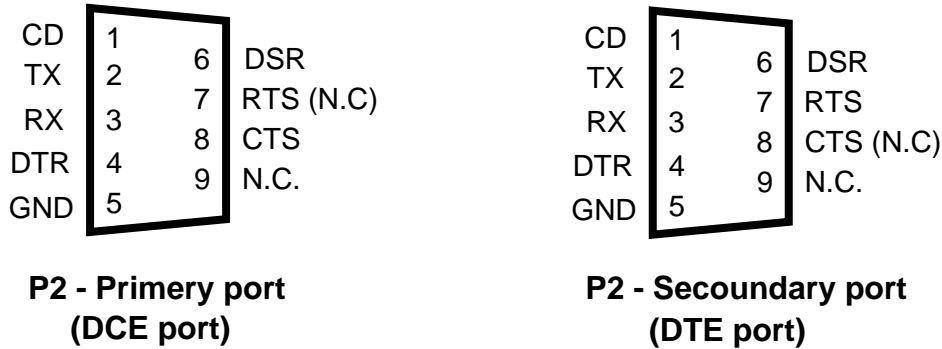 CD 1
6 DSR
TX 2
7 RTS (N.C)
RX 3
8 CTS
DTR 4
9 N.C.
GND 5
P2 - Primery port
(DCE port)
CD 1
6 DSR
TX 2
7 RTS
RX 3
8 CTS (N.C)
DTR 4
9 N.C.
GND 5
P2 - Secoundary port
(DTE port)